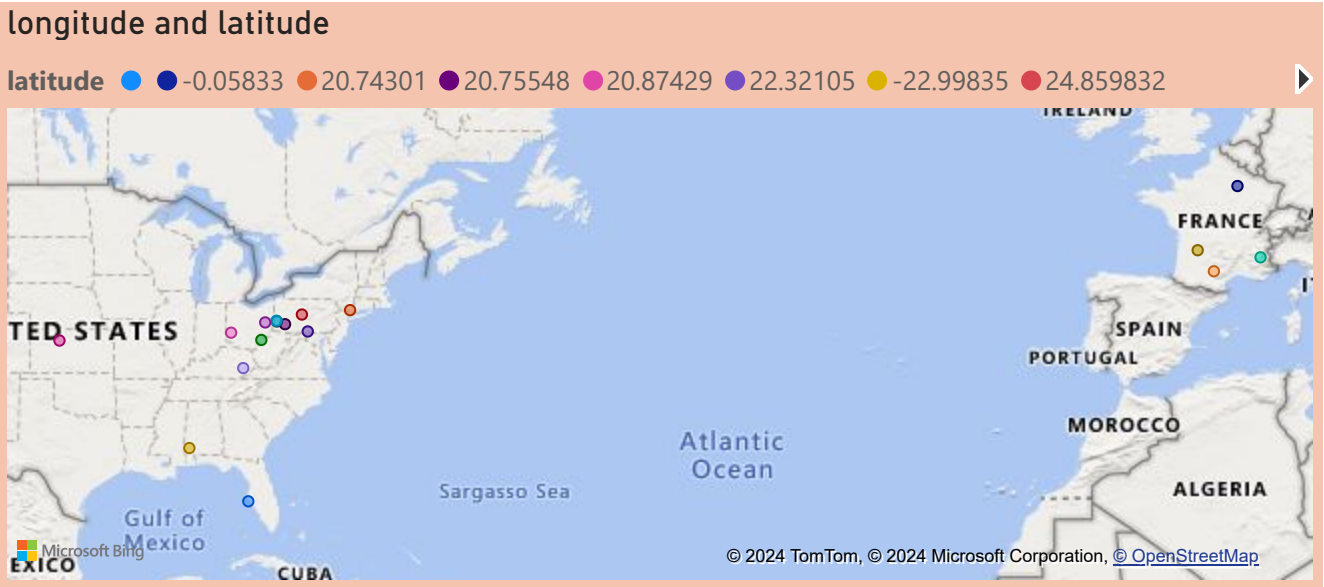 longitude and latitude
latitude -0.05833 20.74301 20.75548 20.87429 22.32105 -22.99835 24.859832
IRELAND
FRANCE
TED STATES
SPAIN
PORTUGAL
MOROCCO
Atlantic
Ocean
Sargasso Sea
ALGERIA
Gulf of
Mexico
Microsoft Bing
EXICO
CUBA
© 2024 TomTom, © 2024 Microsoft Corporation, © OpenStreetMap